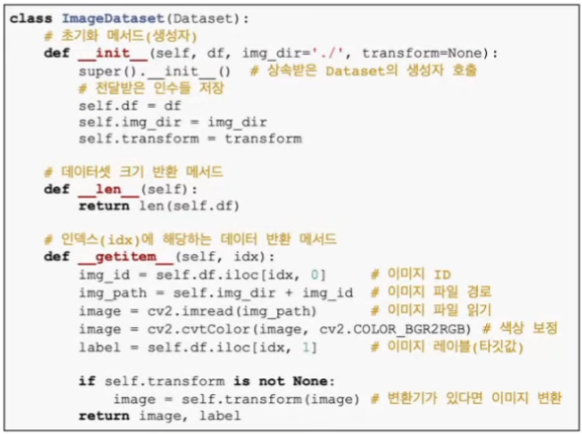 class ImageDataset(Dataset):
    # 초기화 메서드(생성자)
    def __init__(self, df, img_dir='./', transform=None):
        super().__init__() # 상속받은 Dataset의 생성자 호출
        # 전달받은 인수들 저장
        self.df = df
        self.img_dir = img_dir
        self.transform = transform
    # 데이터셋 크기 반환 메서드
    def __len__(self):
        return len(self.df)
    # 인덱스(idx)에 해당하는 데이터 반환 메서드
    def __getitem__(self, idx):
        img_id = self.df.iloc[idx, 0] # 이미지 ID
        img_path = self.img_dir + img_id # 이미지 파일 경로
        image = cv2.imread(img_path) # 이미지 파일 읽기
        image = cv2.cvtColor(image, cv2.COLOR_BGR2RGB) # 색상 보정
        label = self.df.iloc[idx, 1] # 이미지 레이블(타깃값)
        if self.transform is not None:
            image = self.transform(image) # 변환기가 있다면 이미지 변환
        return image, label